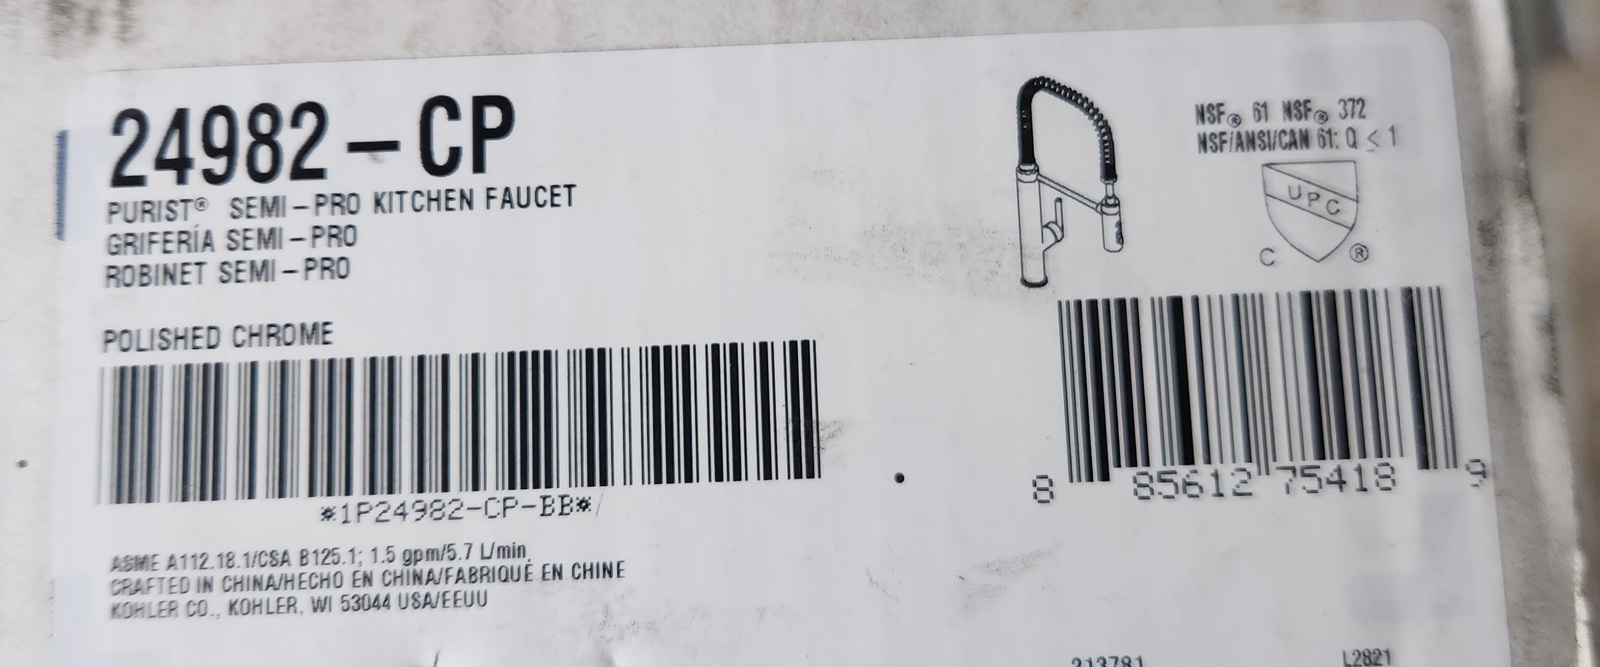 24982-CP
PURIST® SEMI-PRO KITCHEN FAUCET
GRIFERÍA SEMI-PRO
ROBINET SEMI-PRO
POLISHED CHROME
*1P24982-CP-BB*
ASME A112.18.1/CSA B125.1; 1.5 gpm/5.7 L/min.
CRAFTED IN CHINA/HECHO EN CHINA/FABRIQUÉ EN CHINE
KOHLER CO., KOHLER, WI 53044 USA/EEUU
NSF® 61 NSF® 372
NSF/ANSI/CAN 61: Q ≤ 1
UPC
C ®
8 85612 75418 9
213781
L2821